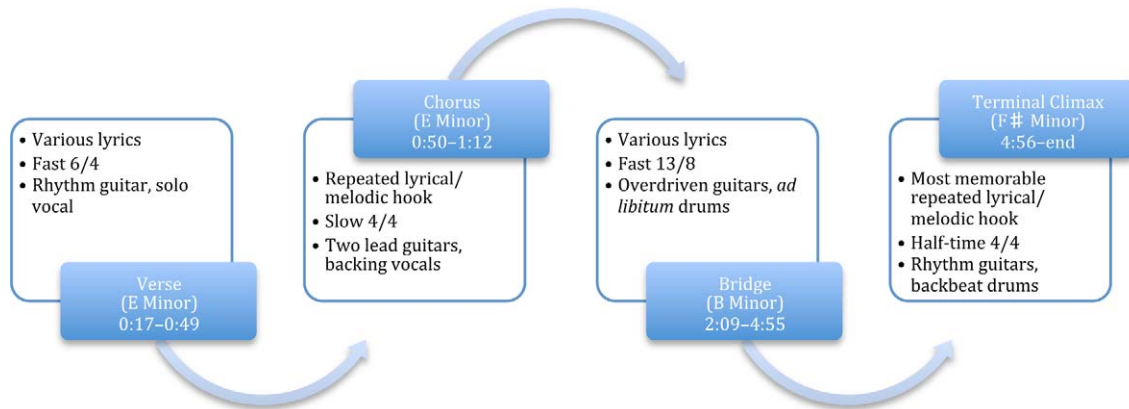 • Various lyrics
• Fast 6/4
• Rhythm guitar, solo
vocal
Verse
(E Minor)
0:17–0:49
Chorus
(E Minor)
0:50–1:12
• Repeated lyrical/
melodic hook
• Slow 4/4
• Two lead guitars,
backing vocals
• Various lyrics
• Fast 13/8
• Overdriven guitars, ad
libitum drums
Bridge
(B Minor)
2:09–4:55
Terminal Climax
(F♯ Minor)
4:56–end
• Most memorable
repeated lyrical/
melodic hook
• Half-time 4/4
• Rhythm guitars,
backbeat drums